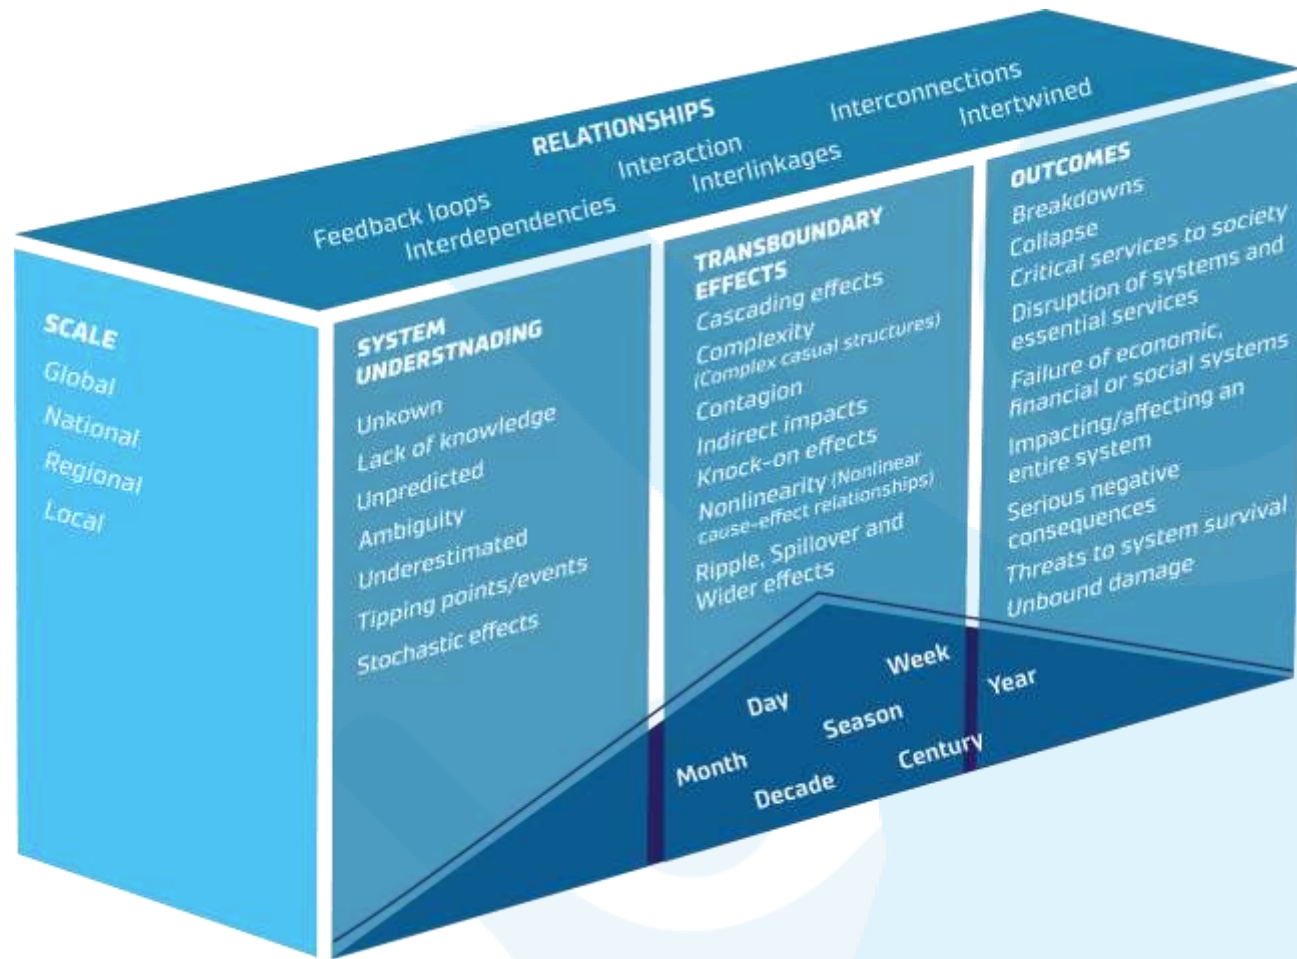 RELATIONSHIPS
Interconnections
Interaction
Intertwined
Feedback loops
Interlinkages
Interdependencies
SCALE
Global
National
Regional
Local
SYSTEM
UNDERSTNADING
Unkown
Lack of knowledge
Unpredicted
Ambiguity
Underestimated
Tipping points/events
Stochastic effects
TRANSBOUNDARY
EFFECTS
Cascading effects
Complexity
(Complex casual structures)
Contagion
Indirect impacts
Knock-on effects
Nonlinearity (Nonlinear
cause-effect relationships)
Ripple, Spillover and
Wider effects
OUTCOMES
Breakdowns
Collapse
Critical services to society
Disruption of systems and
essential services
Failure of economic,
financial or social systems
Impacting/affecting an
entire system
Serious negative
consequences
Threats to system survival
Unbound damage
Day
Week
Month
Season
Year
Decade
Century